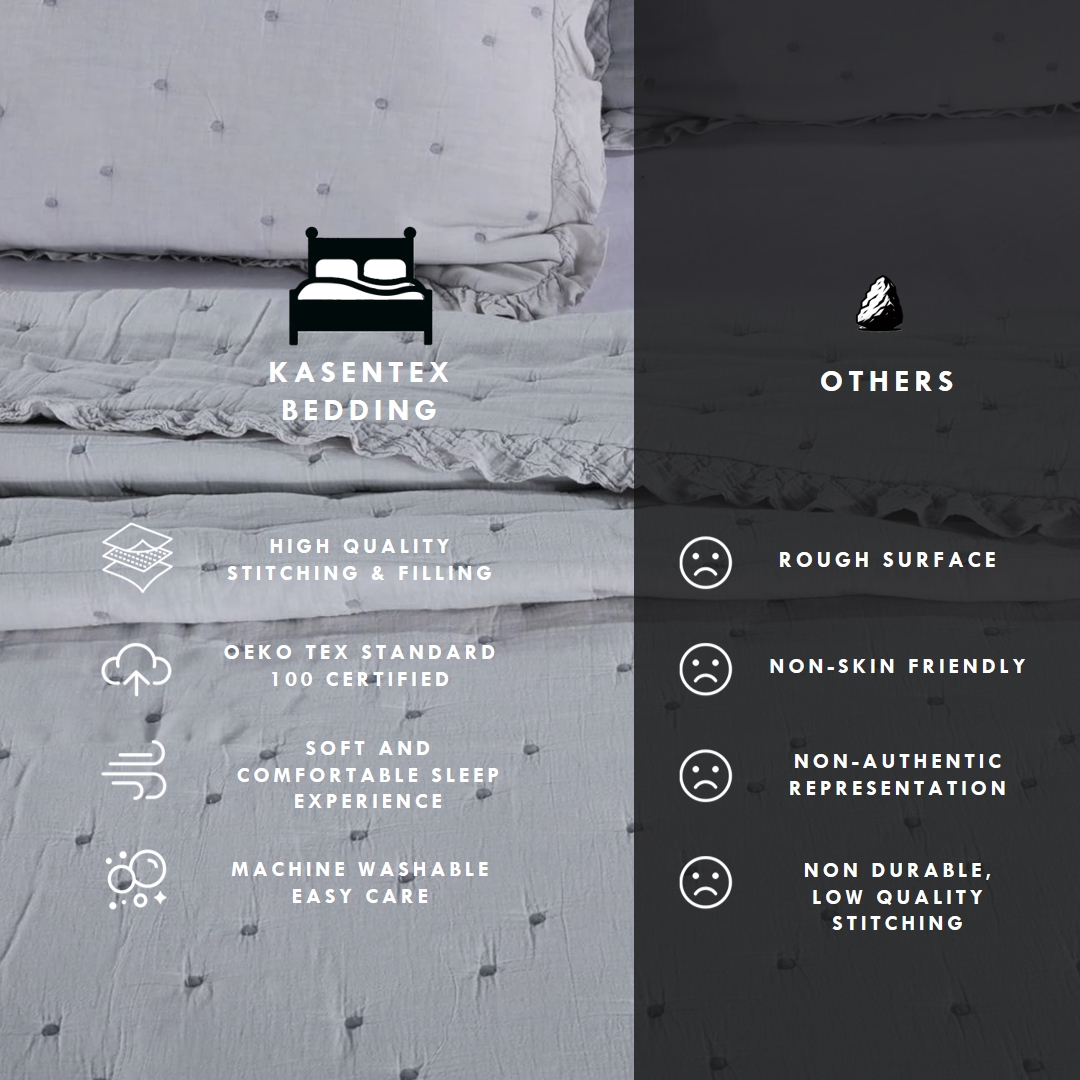 KASENTEX
BEDDING
HIGH QUALITY
STITCHING & FILLING
OEKO TEX STANDARD
100 CERTIFIED
SOFT AND
COMFORTABLE SLEEP
EXPERIENCE
MACHINE WASHABLE
EASY CARE
OTHERS
ROUGH SURFACE
NON-SKIN FRIENDLY
NON-AUTHENTIC
REPRESENTATION
NON DURABLE,
LOW QUALITY
STITCHING